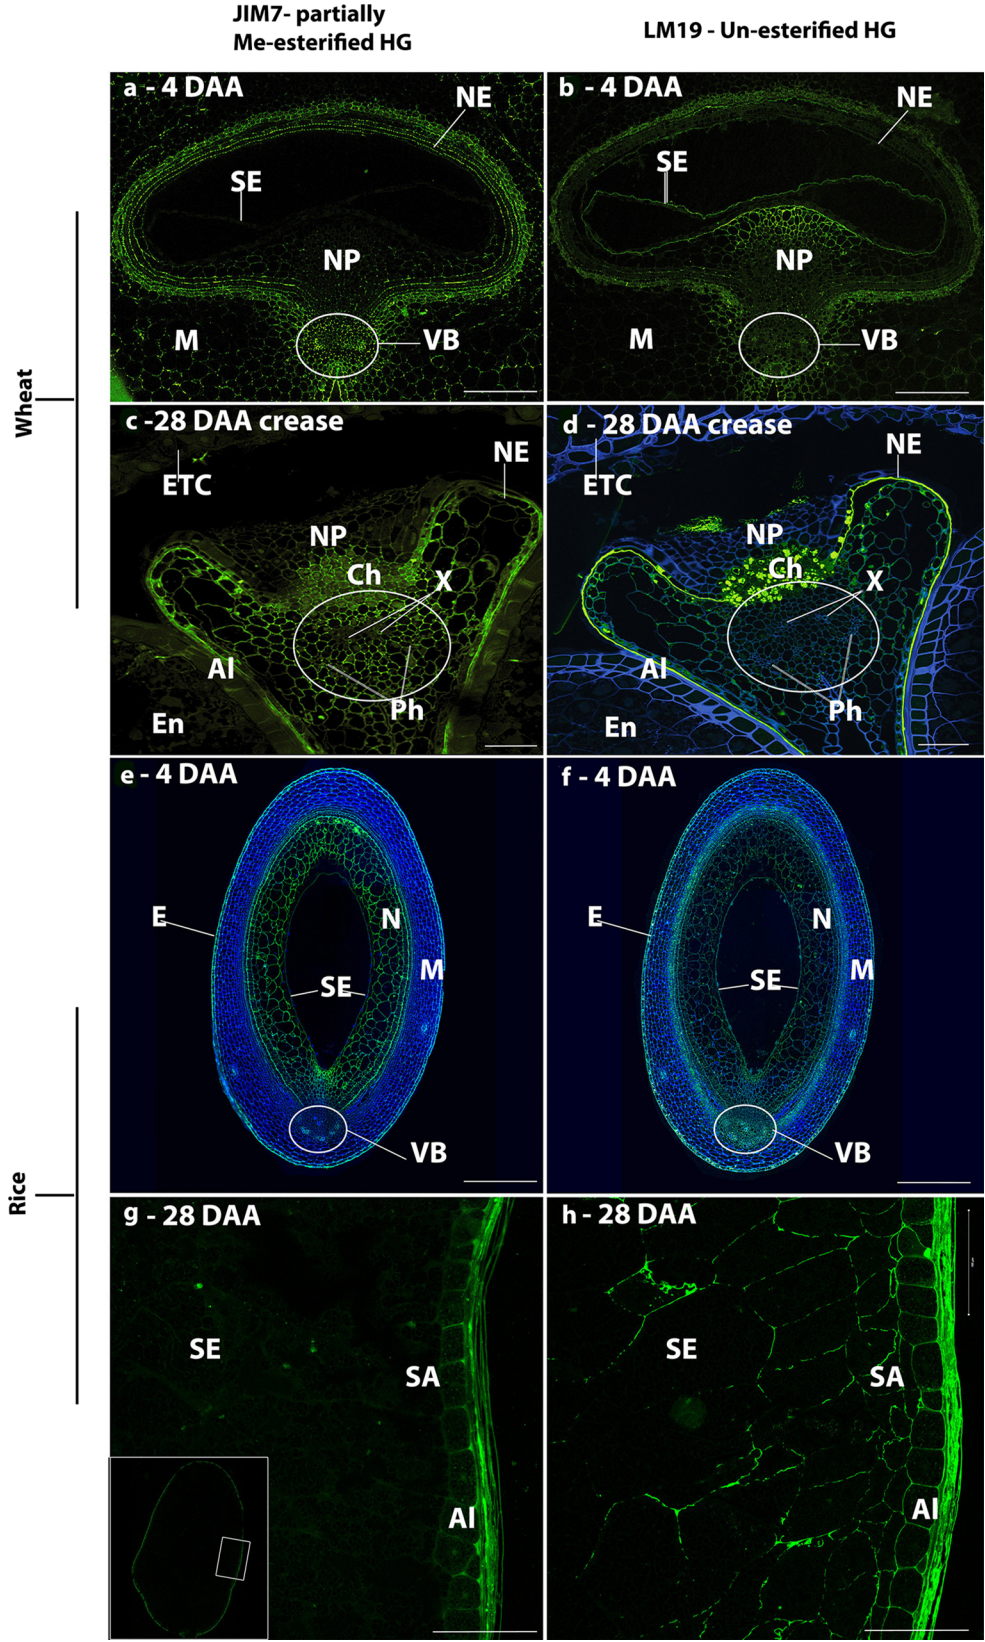 JIM7- partially
Me-esterified HG
LM19 - Un-esterified HG
Wheat
a - 4 DAA
NE
SE
NP
M
VB
b - 4 DAA
NE
SE
NP
M
VB
c -28 DAA crease
NE
ETC
NP
Ch
X
Al
Ph
En
d - 28 DAA crease
NE
ETC
NP
Ch
X
Al
Ph
En
Rice
e - 4 DAA
E
N
M
SE
VB
f - 4 DAA
E
N
M
SE
VB
g - 28 DAA
SE
SA
Al
h - 28 DAA
SE
SA
Al